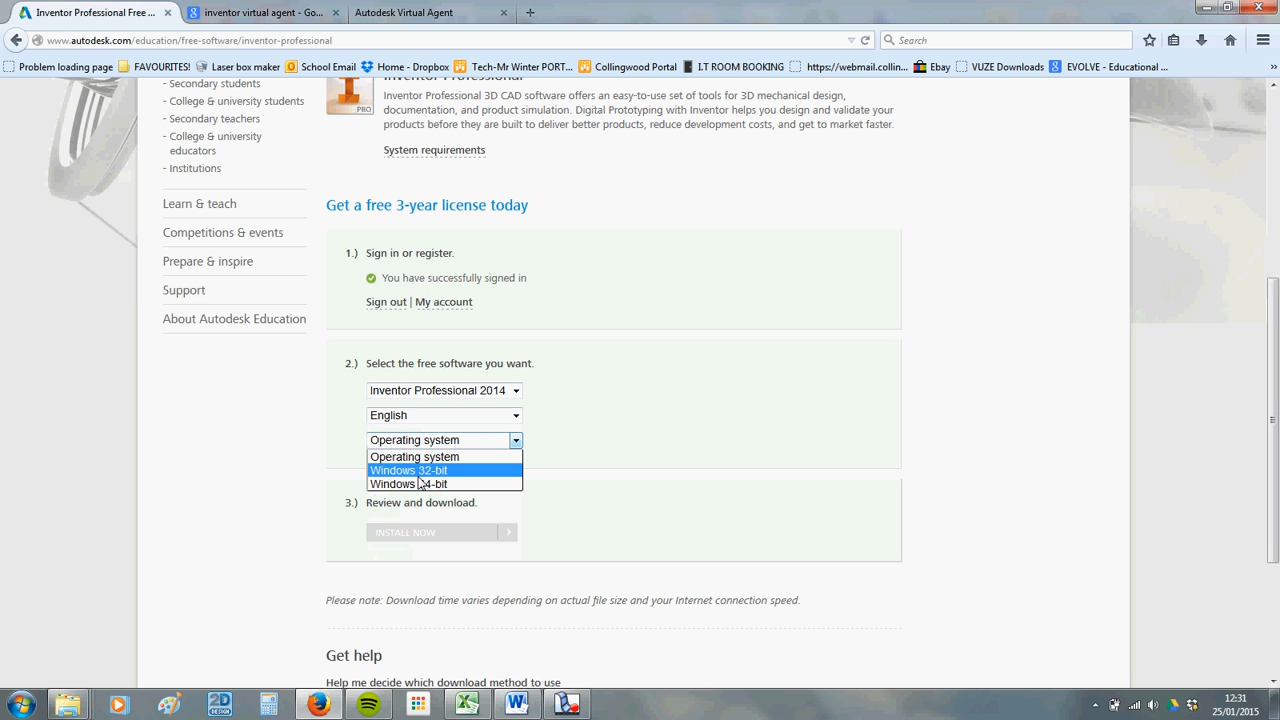 Inventor Professional Free ...
inventor virtual agent - Go...
Autodesk Virtual Agent
www.autodesk.com/education/free-software/inventor-professional
Search
Problem loading page
FAVOURITES!
Laser box maker
School Email
Home - Dropbox
Tech-Mr Winter PORT...
Collingwood Portal
I.T ROOM BOOKING
https://webmail.collin...
Ebay
VUZE Downloads
EVOLVE - Educational ...
- Secondary students
- College & university students
- Secondary teachers
- College & university
educators
- Institutions
Learn & teach
Competitions & events
Prepare & inspire
Support
About Autodesk Education
PRO
Inventor Professional
Inventor Professional 3D CAD software offers an easy-to-use set of tools for 3D mechanical design,
documentation, and product simulation. Digital Prototyping with Inventor helps you design and validate your
products before they are built to deliver better products, reduce development costs, and get to market faster.
System requirements
Get a free 3-year license today
1.) Sign in or register.
You have successfully signed in
Sign out | My account
2.) Select the free software you want.
Inventor Professional 2014
English
Operating system
Operating system
Windows 32-bit
Windows 64-bit
3.) Review and download.
INSTALL NOW
Please note: Download time varies depending on actual file size and your Internet connection speed.
Get help
Help me decide which download method to use
2D
DESIGN
12:31
25/01/2015